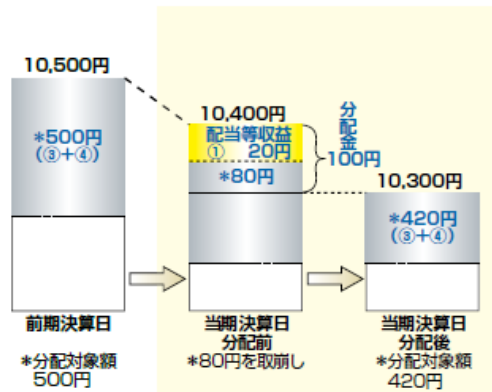 10,500円
*500円
(③+④)
前期決算日
*分配対象額
500円
10,400円
配当等収益
① 20円
*80円
分配金
100円
当期決算日
分配前
*80円を取崩し
10,300円
*420円
(③+④)
当期決算日
分配後
*分配対象額
420円